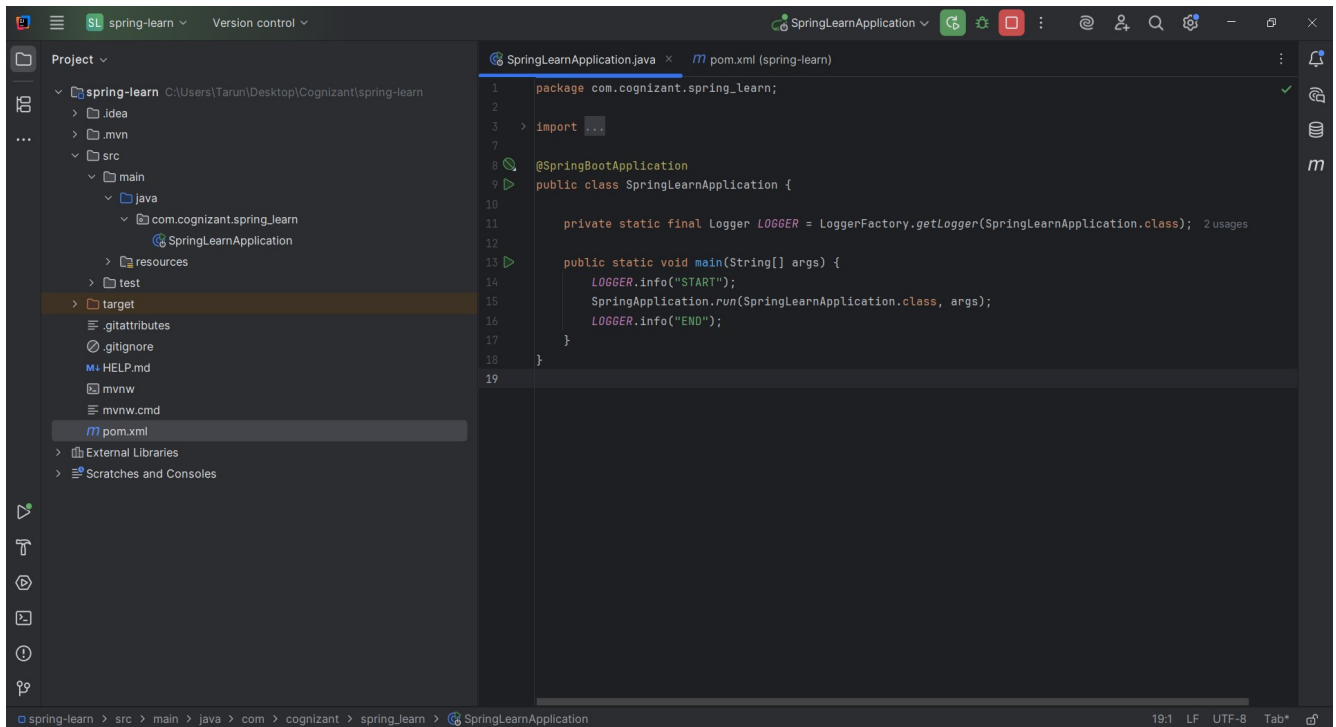 SL spring-learn Version control SpringLearnApplication
Project
SpringLearnApplication.java × m pom.xml (spring-learn)
spring-learn C:\Users\Tarun\Desktop\Cognizant\spring-learn
.idea
.mvn
src
main
java
com.cognizant.spring_learn
SpringLearnApplication
resources
test
target
.gitattributes
.gitignore
M↓ HELP.md
mvnw
mvnw.cmd
m pom.xml
External Libraries
Scratches and Consoles
1 package com.cognizant.spring_learn;
2
3 import ...
7
8 @SpringBootApplication
9 public class SpringLearnApplication {
10
11 private static final Logger LOGGER = LoggerFactory.getLogger(SpringLearnApplication.class); 2 usages
12
13 public static void main(String[] args) {
14 LOGGER.info("START");
15 SpringApplication.run(SpringLearnApplication.class, args);
16 LOGGER.info("END");
17 }
18 }
19
m
spring-learn > src > main > java > com > cognizant > spring_learn > SpringLearnApplication 19:1 LF UTF-8 Tab*